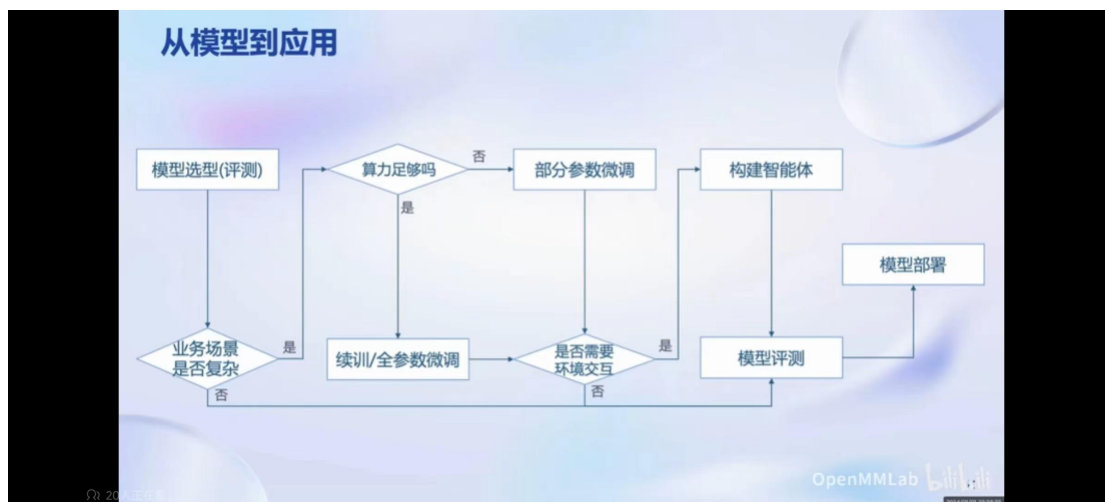 从模型到应用
模型选型(评测)
算力足够吗
否
部分参数微调
构建智能体
是
模型部署
业务场景
是否复杂
是
续训/全参数微调
是否需要
环境交互
是
模型评测
否
否
OpenMMLab bilibili